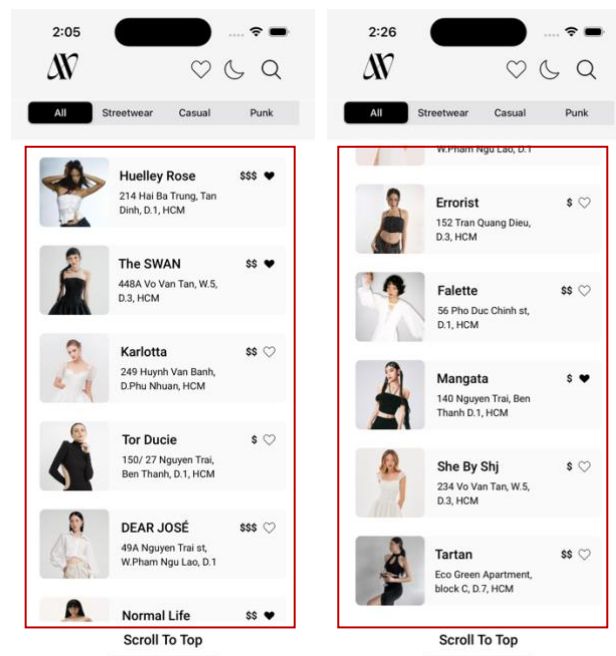 2:05
All Streetwear Casual Punk
Huelley Rose $$$
214 Hai Ba Trung, Tan
Dinh, D.1, HCM
The SWAN $$
448A Vo Van Tan, W.5,
D.3, HCM
Karlotta $$
249 Huynh Van Banh,
D.Phu Nhuan, HCM
Tor Ducie $
150/ 27 Nguyen Trai,
Ben Thanh, D.1, HCM
DEAR JOSÉ $$$
49A Nguyen Trai st,
W.Pham Ngu Lao, D.1
Normal Life $$
Scroll To Top
2:26
All Streetwear Casual Punk
W.Pham Ngu Lao, D.1
Errorist $
152 Tran Quang Dieu,
D.3, HCM
Falette $$
56 Pho Duc Chinh st,
D.1, HCM
Mangata $
140 Nguyen Trai, Ben
Thanh D.1, HCM
She By Shj $
234 Vo Van Tan, W.5,
D.3, HCM
Tartan $$
Eco Green Apartment,
block C, D.7, HCM
Scroll To Top